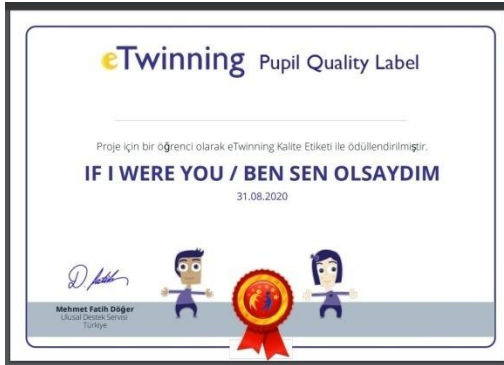 eTwinning Pupil Quality Label
Proje için bir öğrenci olarak eTwinning Kalite Etiketi ile ödüllendirilmiştir.
IF I WERE YOU / BEN SEN OLSAYDIM
31.08.2020
Mehmet Fatih Döğer
Ulusal Destek Servisi
Türkiye